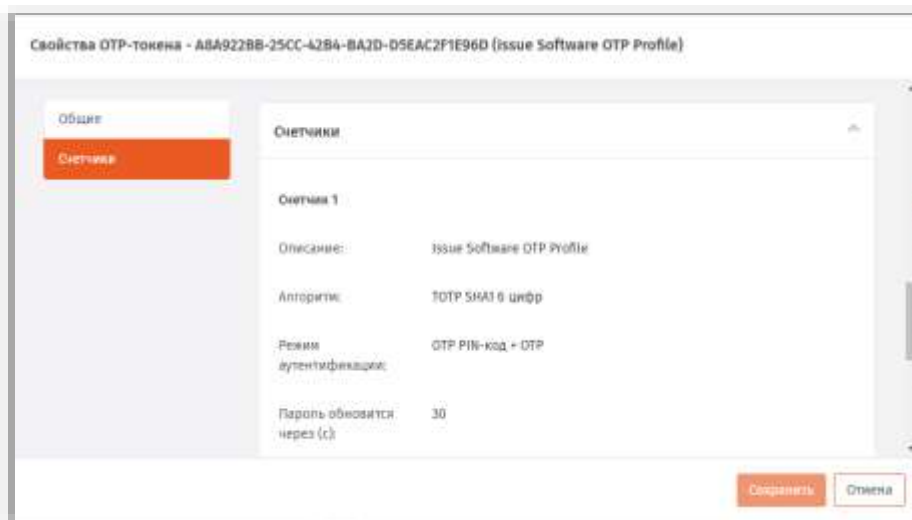 Свойства OTP-токена - A8A922BB-25CC-42B4-BA2D-D5EAC2F1E96D (Issue Software OTP Profile)
Общие
Счетчики
Счетчики
Счетчик 1
Описание:
Issue Software OTP Profile
Алгоритм:
TOTP SHA1 6 цифр
Режим
аутентификации:
OTP PIN-код + OTP
Пароль обновится
через (с):
30
Сохранить
Отмена